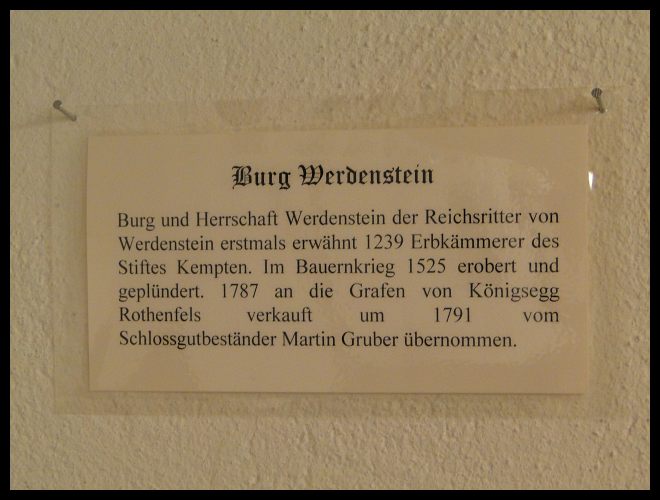 Burg Werdenstein
Burg und Herrschaft Werdenstein der Reichsritter von
Werdenstein erstmals erwähnt 1239 Erbkämmerer des
Stiftes Kempten. Im Bauernkrieg 1525 erobert und
geplündert. 1787 an die Grafen von Königsegg
Rothenfels verkauft um 1791 vom
Schlossgutbeständer Martin Gruber übernommen.